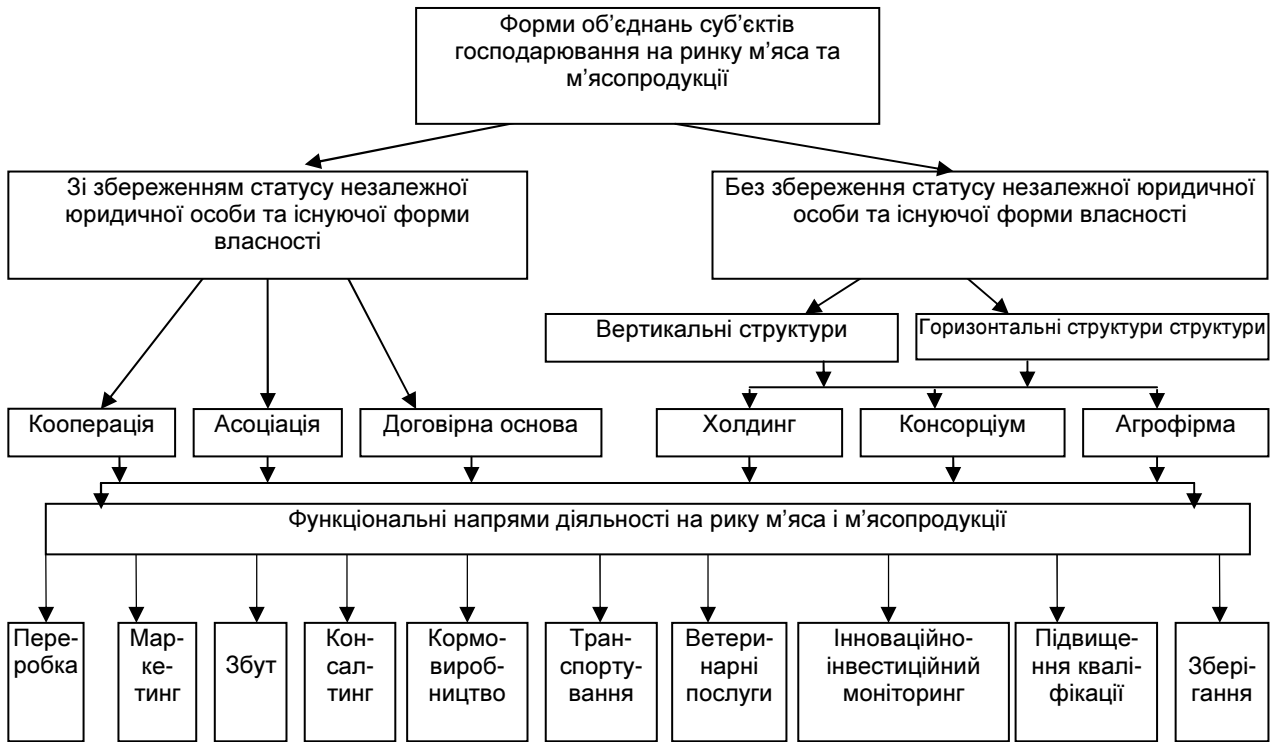 Форми об’єднань суб’єктів
господарювання на ринку м’яса та
м’ясопродукції
Зі збереженням статусу незалежної
юридичної особи та існуючої форми
власності
Без збереження статусу незалежної юридичної
особи та існуючої форми власності
Вертикальні структури
Горизонтальні структури структури
Кооперація
Асоціація
Договірна основа
Холдинг
Консорціум
Агрофірма
Функціональні напрями діяльності на рику м’яса і м’ясопродукції
Пере-
робка
Мар-
ке-
тинг
Збут
Кон-
сал-
тинг
Кормо-
вироб-
ництво
Тран-
спорту-
вання
Ветери-
нарні
послуги
Інноваційно-
інвестиційний
моніторинг
Підвище-
ння квалі-
фікації
Збері-
гання